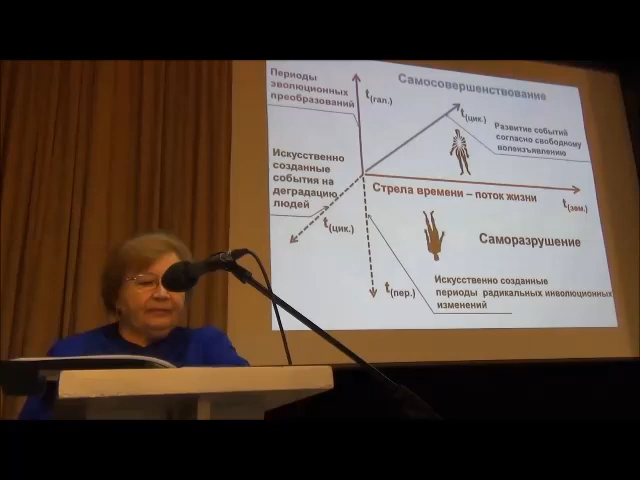 Периоды
эволюционных
преобразований
t(гал.)
Самосовершенствование
t(цик.)
Развитие событий
согласно свободному
волеизъявлению
Искусственно
созданные
события на
деградацию
людей
Стрела времени – поток жизни
t(зем.)
t(цик.)
Саморазрушение
t(пер.)
Искусственно созданные
периоды радикальных инволюционных
изменений